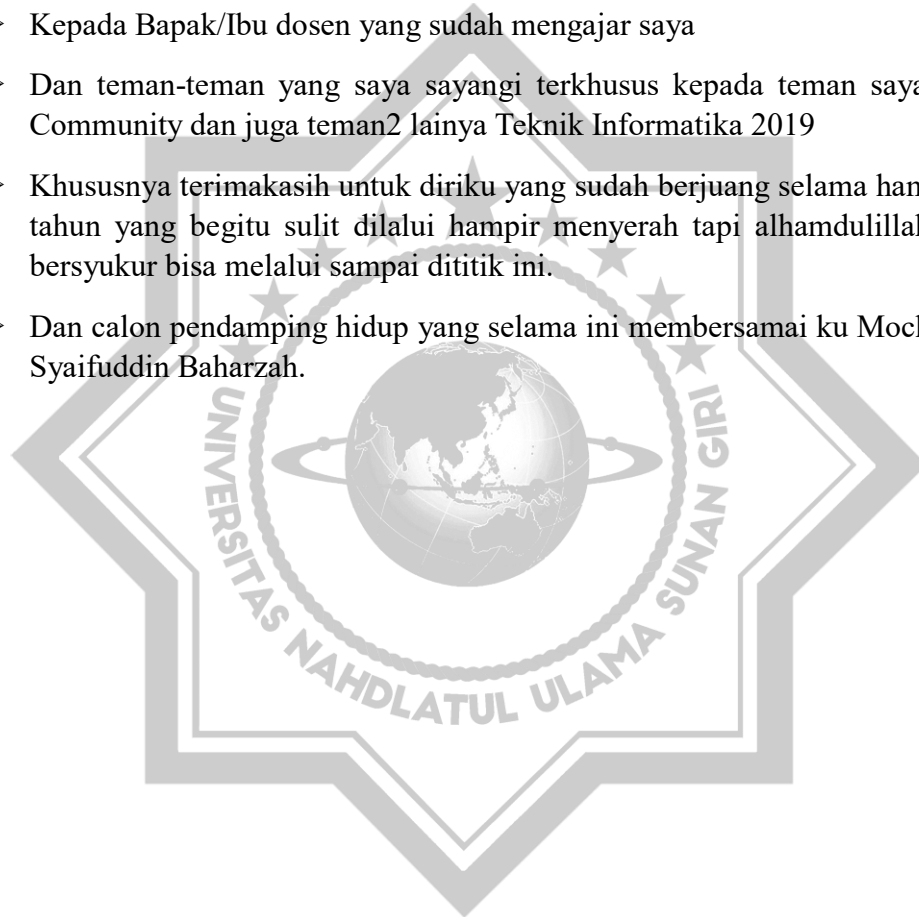 Kepada Bapak/Ibu dosen yang sudah mengajar saya
Dan teman-teman yang saya sayangi terkhusus kepada teman saya
Community dan juga teman2 lainya Teknik Informatika 2019
Khususnya terimakasih untuk diriku yang sudah berjuang selama
tahun yang begitu sulit dilalui hampir menyerah tapi
bersyukur bisa melalui sampai dititik ini.
Dan calon pendamping hidup yang selama ini membersamai ku
Syaifuddin Baharzah.
UNIVERSITAS NAHDLATUL ULAMA SUNAN GIRI